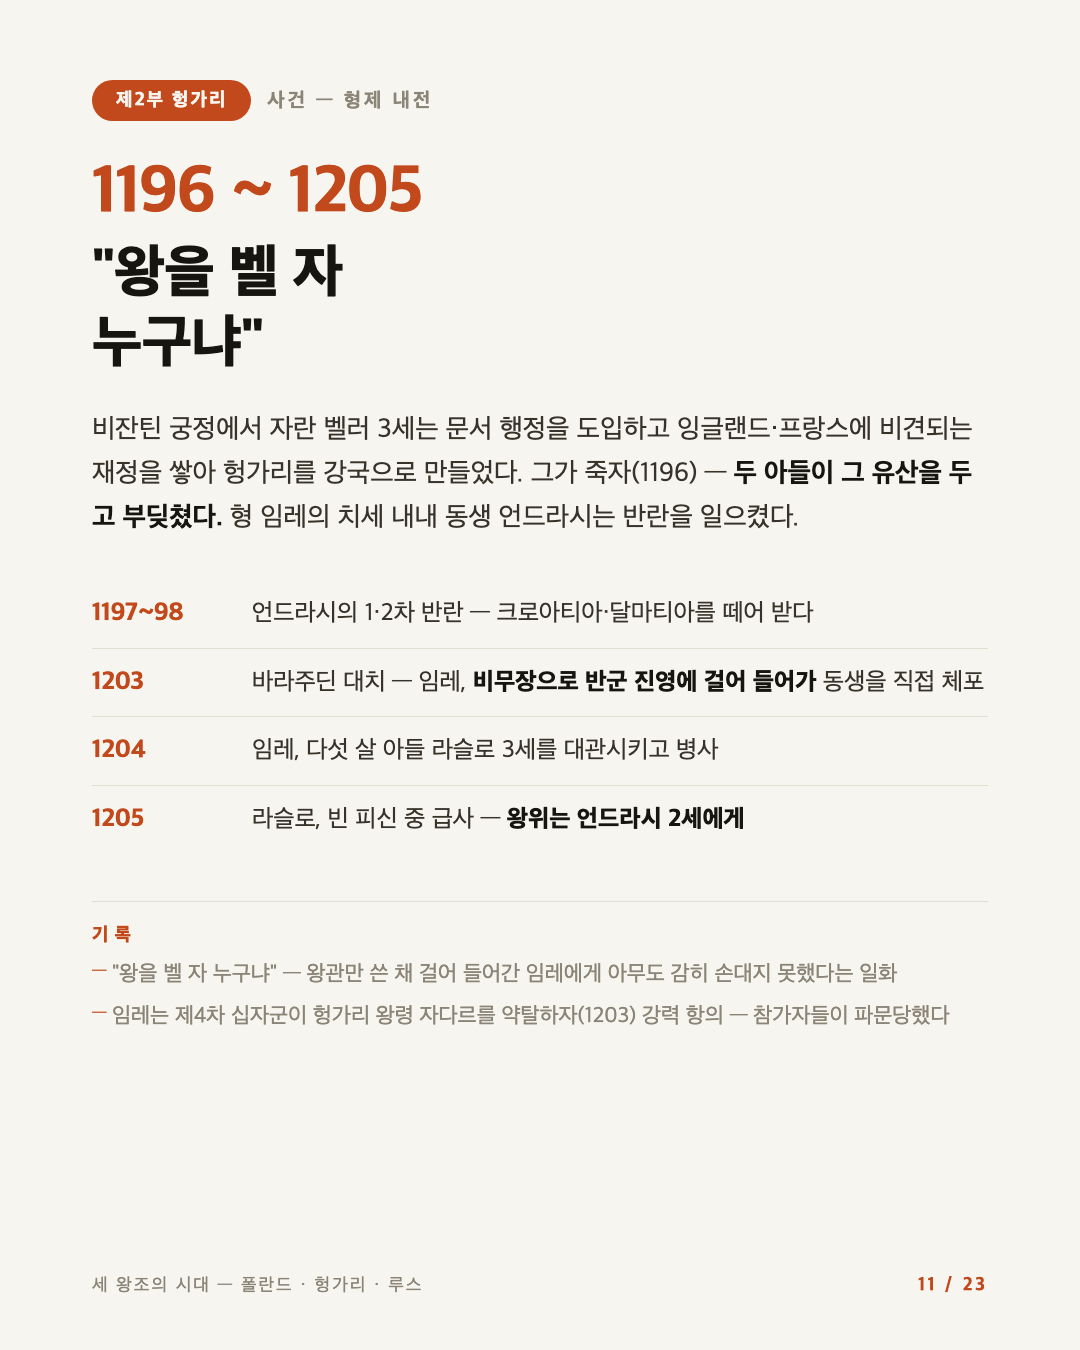 제2부 헝가리 사건 — 형제 내전
1196 ~ 1205
"왕을 벨 자
누구냐"
비잔틴 궁정에서 자란 벨러 3세는 문서 행정을 도입하고 잉글랜드·프랑스에 비견되는
재정을 쌓아 헝가리를 강국으로 만들었다. 그가 죽자(1196) — 두 아들이 그 유산을 두
고 부딪쳤다. 형 임레의 치세 내내 동생 언드라시는 반란을 일으켰다.
1197~98 언드라시의 1·2차 반란 — 크로아티아·달마티아를 떼어 받다
1203 바라주딘 대치 — 임레, 비무장으로 반군 진영에 걸어 들어가 동생을 직접 체포
1204 임레, 다섯 살 아들 라슬로 3세를 대관시키고 병사
1205 라슬로, 빈 피신 중 급사 — 왕위는 언드라시 2세에게
기록
— "왕을 벨 자 누구냐" — 왕관만 쓴 채 걸어 들어간 임레에게 아무도 감히 손대지 못했다는 일화
— 임레는 제4차 십자군이 헝가리 왕령 자다르를 약탈하자(1203) 강력 항의 — 참가자들이 파문당했다
세 왕조의 시대 — 폴란드 · 헝가리 · 루스 11 / 23